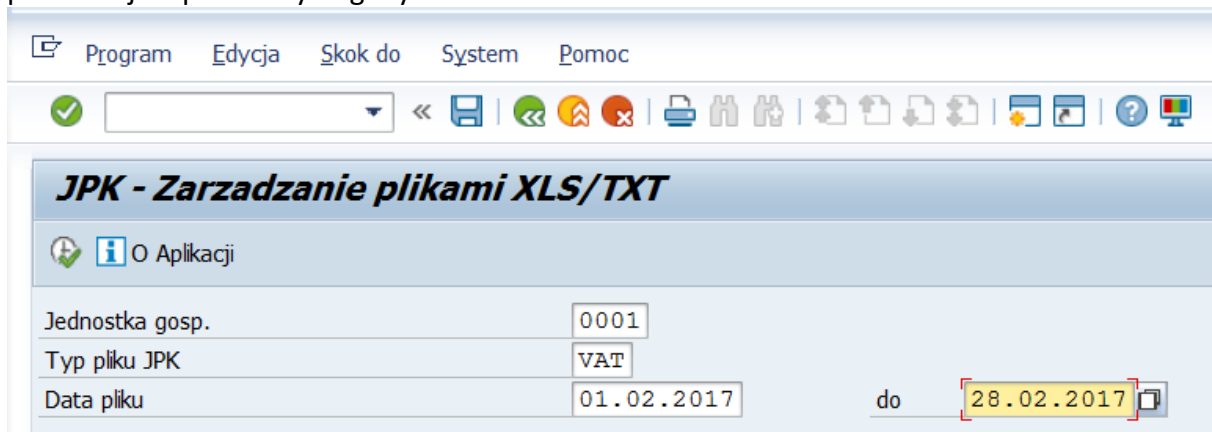 Program Edycja Skok do System Pomoc
JPK - Zarzadzanie plikami XLS/TXT
O Aplikacji
Jednostka gosp. 0001
Typ pliku JPK VAT
Data pliku 01.02.2017 do 28.02.2017